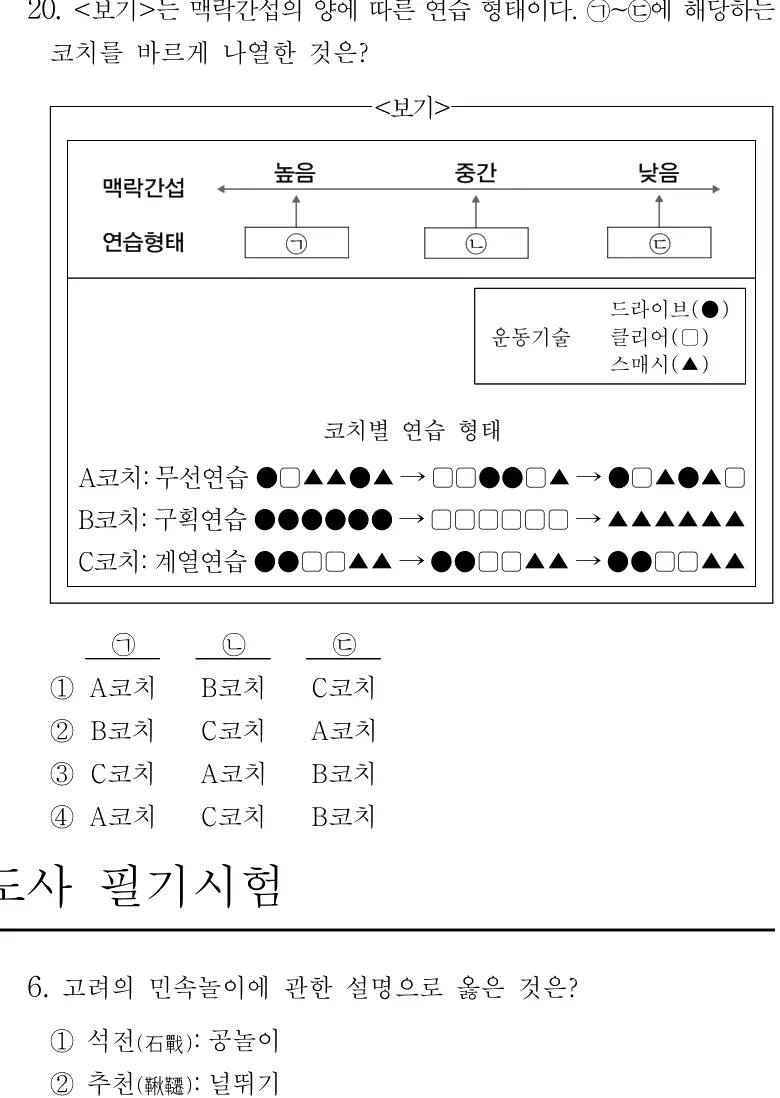 20. <보기>는 맥락간섭의 양에 따른 연습 형태이다. ㉠~㉢에 해당하는
코치를 바르게 나열한 것은?
<보기>
맥락간섭 높음 중간 낮음
연습형태 ㉠ ㉡ ㉢
드라이브(●)
운동기술 클리어(▢)
스매시(▲)
코치별 연습 형태
A코치: 무선연습 ●▢▲▲●▲→▢▢●●▢▲→●▢▲●▲▢
B코치: 구획연습 ●●●●●●→▢▢▢▢▢▢→▲▲▲▲▲▲
C코치: 계열연습 ●●▢▢▲▲→●●▢▢▲▲→●●▢▢▲▲
㉠ ㉡ ㉢
① A코치 B코치 C코치
② B코치 C코치 A코치
③ C코치 A코치 B코치
④ A코치 C코치 B코치
도사 필기시험
6. 고려의 민속놀이에 관한 설명으로 옳은 것은?
① 석전(石戰): 공놀이
② 추천(鞦韆): 널뛰기